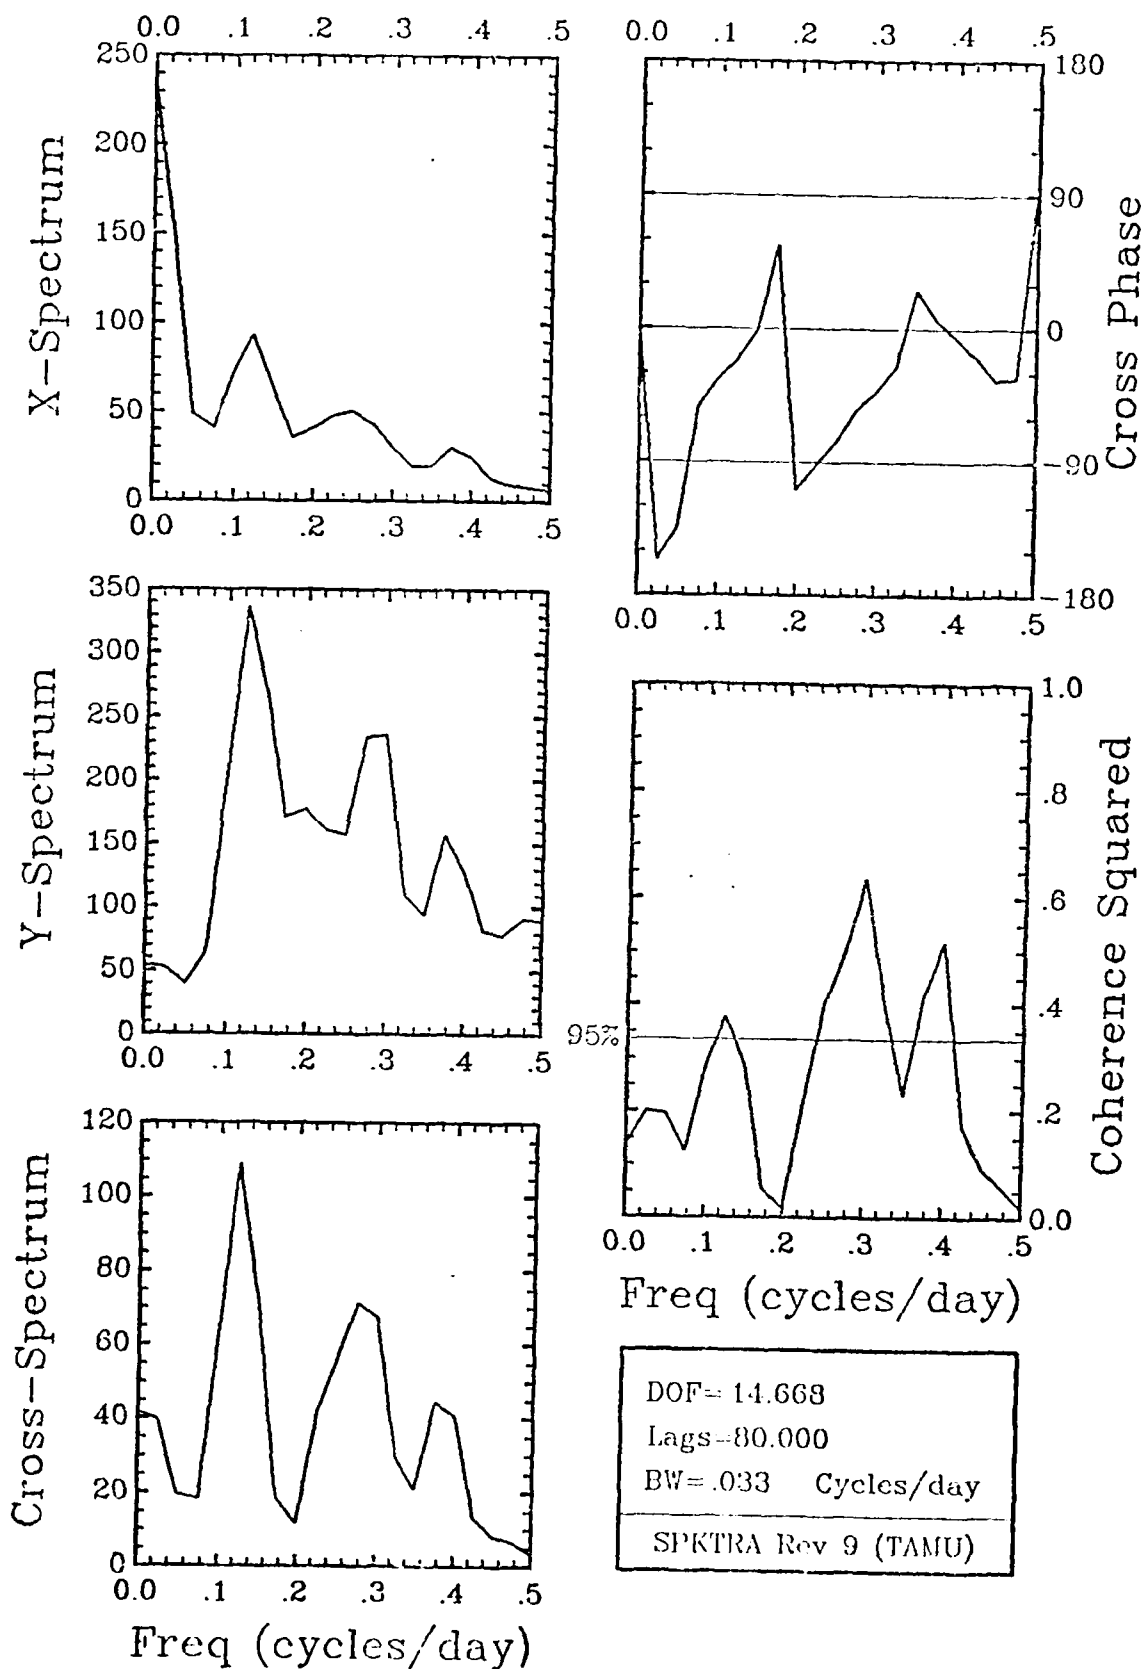 0.0 .1 .2 .3 .4 .5
250
200
150
100
50
0
X-Spectrum
0.0 .1 .2 .3 .4 .5
350
300
250
200
150
100
50
0
Y-Spectrum
0.0 .1 .2 .3 .4 .5
120
100
80
60
40
20
0
Cross-Spectrum
0.0 .1 .2 .3 .4 .5
Freq (cycles/day)
0.0 .1 .2 .3 .4 .5
180
90
0
-90
-180
Cross Phase
0.0 .1 .2 .3 .4 .5
1.0
.8
.6
.4
.2
0.0
95%
Coherence Squared
0.0 .1 .2 .3 .4 .5
Freq (cycles/day)
DOF= 14.668
Lags=80.000
BW= .033 Cycles/day
SPKTRA Rev 9 (TAMU)